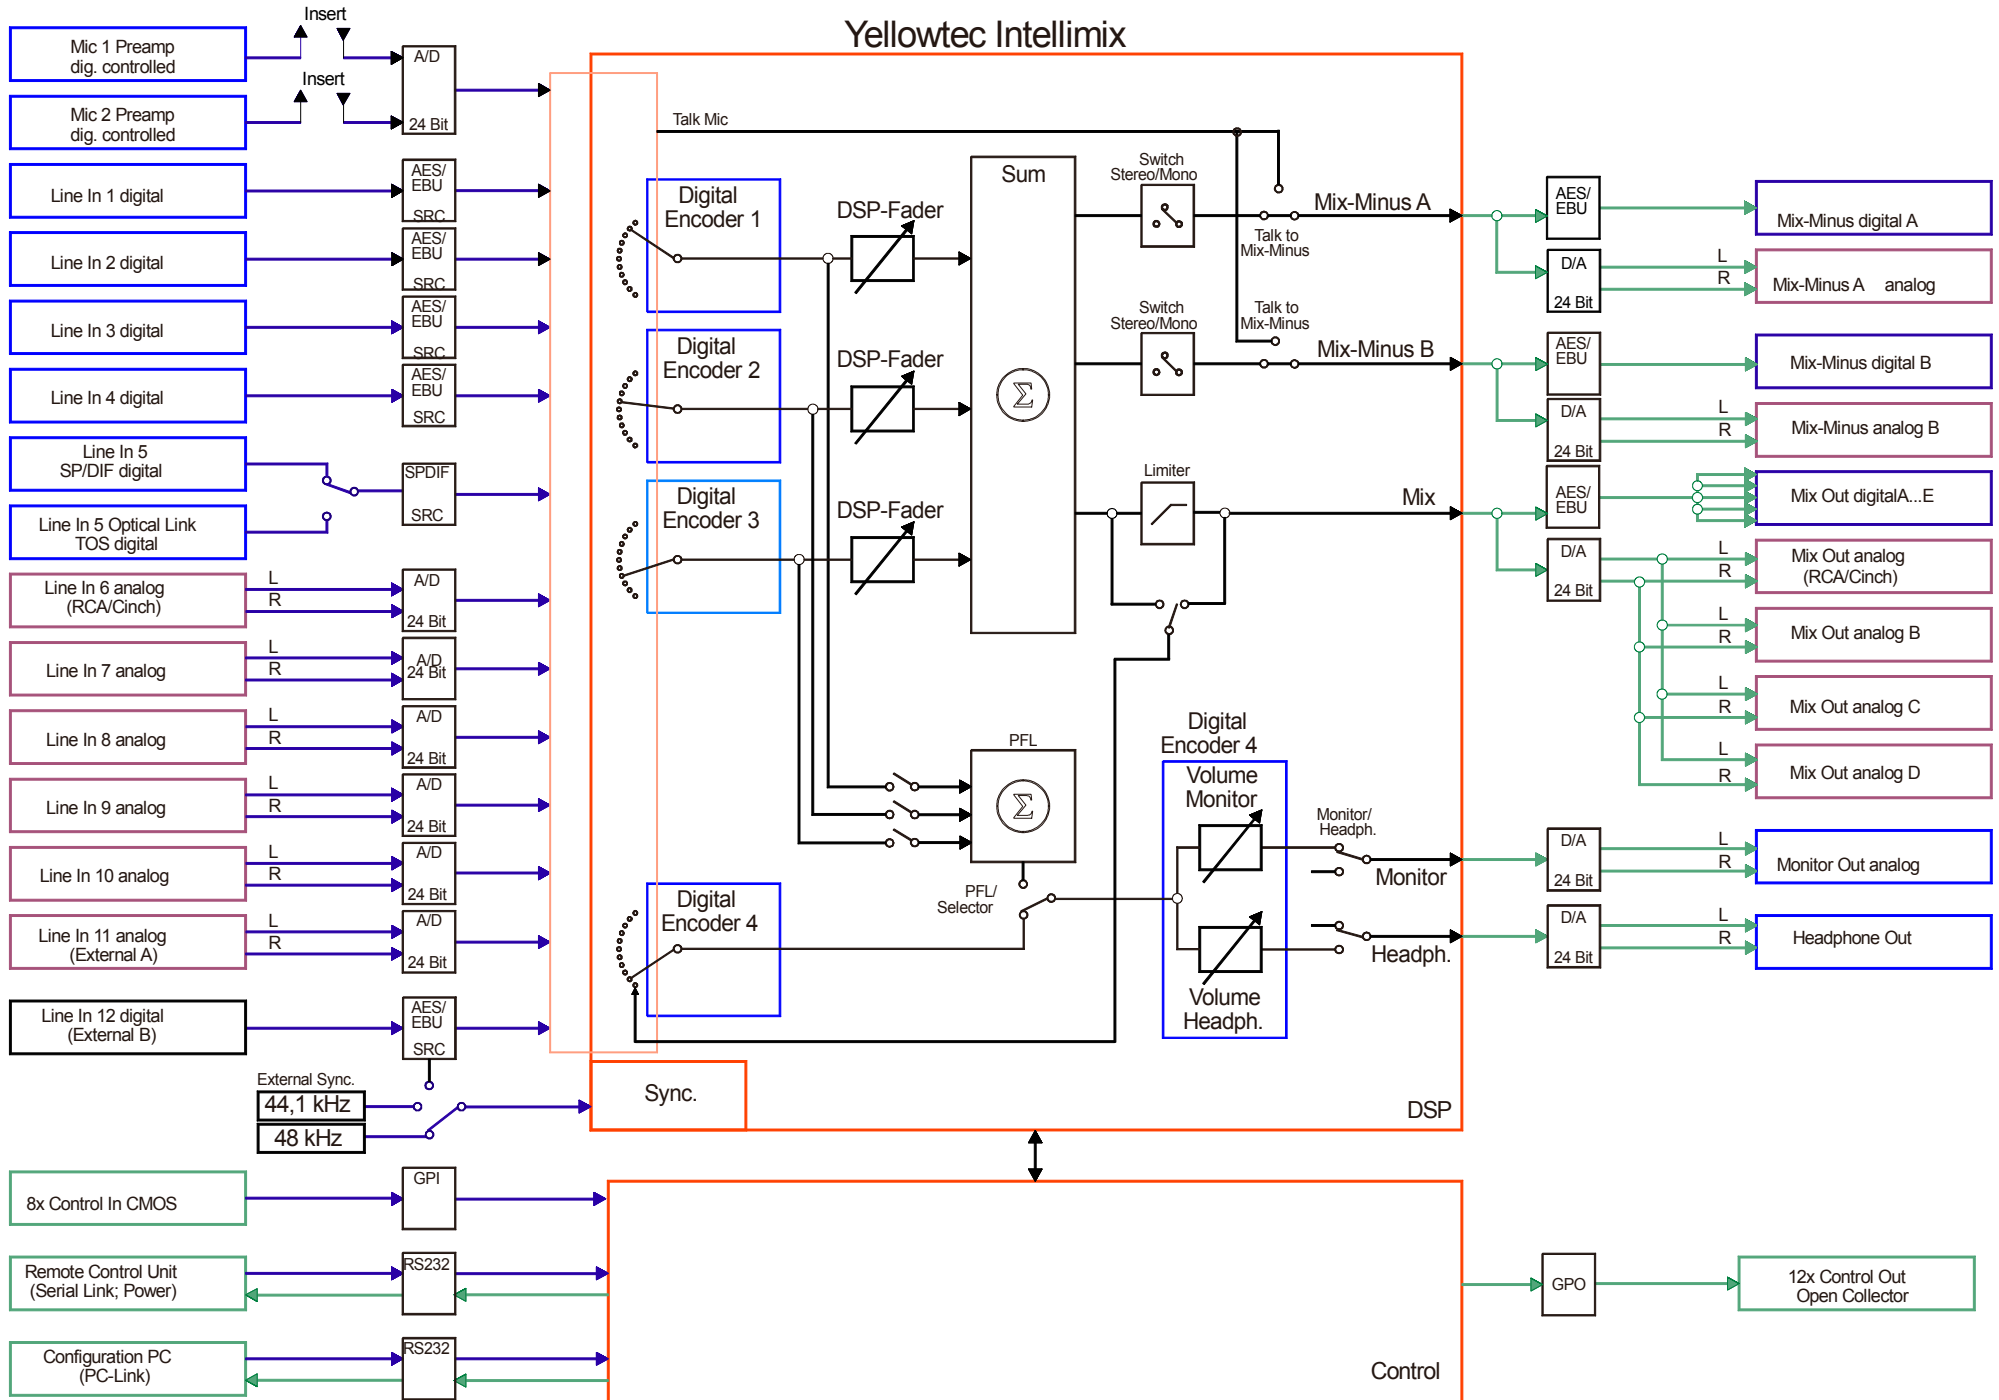 Yellowtec Intellimix
Insert
Mic 1 Preamp
dig. controlled
A/D
Insert
Mic 2 Preamp
dig. controlled
24 Bit
Line In 1 digital
AES/
EBU
SRC
Line In 2 digital
AES/
EBU
SRC
Line In 3 digital
AES/
EBU
SRC
Line In 4 digital
AES/
EBU
SRC
Line In 5
SP/DIF digital
SPDIF
SRC
Line In 5 Optical Link
TOS digital
Line In 6 analog
(RCA/Cinch)
L
R
A/D
24 Bit
Line In 7 analog
L
R
A/D
24 Bit
Line In 8 analog
L
R
A/D
24 Bit
Line In 9 analog
L
R
A/D
24 Bit
Line In 10 analog
L
R
A/D
24 Bit
Line In 11 analog
(External A)
L
R
A/D
24 Bit
Line In 12 digital
(External B)
AES/
EBU
SRC
External Sync.
44,1 kHz
48 kHz
8x Control In CMOS
GPI
Remote Control Unit
(Serial Link; Power)
RS232
Configuration PC
(PC-Link)
RS232
Talk Mic
Digital
Encoder 1
DSP-Fader
Digital
Encoder 2
DSP-Fader
Digital
Encoder 3
DSP-Fader
Sum
Σ
Switch
Stereo/Mono
Mix-Minus A
Talk to
Mix-Minus
Switch
Stereo/Mono
Talk to
Mix-Minus
Mix-Minus B
Limiter
Mix
PFL
Σ
PFL/
Selector
Digital
Encoder 4
Digital
Encoder 4
Volume
Monitor
Volume
Headph.
Monitor/
Headph.
Monitor
Headph.
Sync.
DSP
Control
AES/
EBU
Mix-Minus digital A
D/A
24 Bit
L
R
Mix-Minus A analog
AES/
EBU
Mix-Minus digital B
D/A
24 Bit
L
R
Mix-Minus analog B
AES/
EBU
Mix Out digitalA...E
D/A
24 Bit
L
R
Mix Out analog
(RCA/Cinch)
L
R
Mix Out analog B
L
R
Mix Out analog C
L
R
Mix Out analog D
D/A
24 Bit
L
R
Monitor Out analog
D/A
24 Bit
L
R
Headphone Out
GPO
12x Control Out
Open Collector